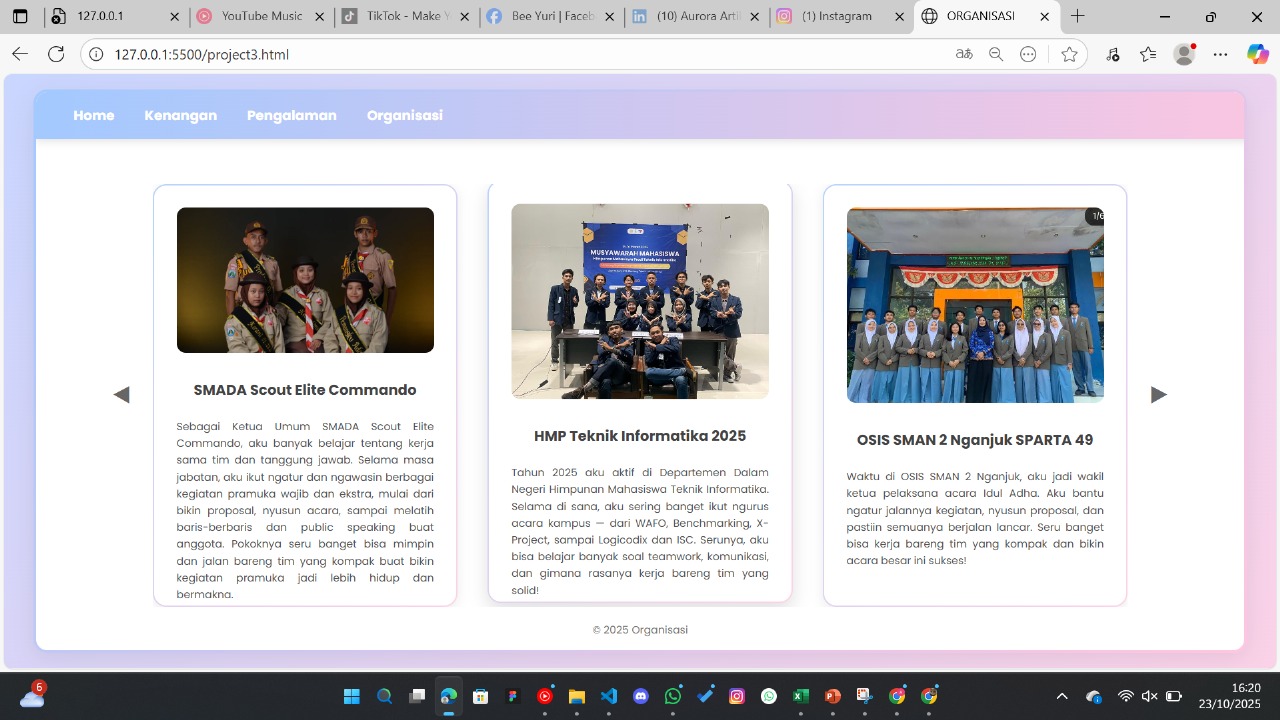 127.0.0.1
YouTube Music
TikTok - Make Y
Bee Yuri | Faceb
(10) Aurora Arti
(1) Instagram
ORGANISASI
127.0.0.1:5500/project3.html
Home Kenangan Pengalaman Organisasi
MUSYAWARAH MAHASISWA
1/6
SMADA Scout Elite Commando
Sebagai Ketua Umum SMADA Scout Elite
Commando, aku banyak belajar tentang kerja
sama tim dan tanggung jawab. Selama masa
jabatan, aku ikut ngatur dan ngawasin berbagai
kegiatan pramuka wajib dan ekstra, mulai dari
bikin proposal, nyusun acara, sampai melatih
baris-berbaris dan public speaking buat
anggota. Pokoknya seru banget bisa mimpin
dan jalan bareng tim yang kompak buat bikin
kegiatan pramuka jadi lebih hidup dan
bermakna.
HMP Teknik Informatika 2025
Tahun 2025 aku aktif di Departemen Dalam
Negeri Himpunan Mahasiswa Teknik Informatika.
Selama di sana, aku sering banget ikut ngurus
acara kampus — dari WAFO, Benchmarking, X-
Project, sampai Logicodix dan ISC. Serunya, aku
bisa belajar banyak soal teamwork, komunikasi,
dan gimana rasanya kerja bareng tim yang
solid!
OSIS SMAN 2 Nganjuk SPARTA 49
Waktu di OSIS SMAN 2 Nganjuk, aku jadi wakil
ketua pelaksana acara Idul Adha. Aku bantu
ngatur jalannya kegiatan, nyusun proposal, dan
pastiin semuanya berjalan lancar. Seru banget
bisa kerja bareng tim yang kompak dan bikin
acara besar ini sukses!
© 2025 Organisasi
6
16:20
23/10/2025